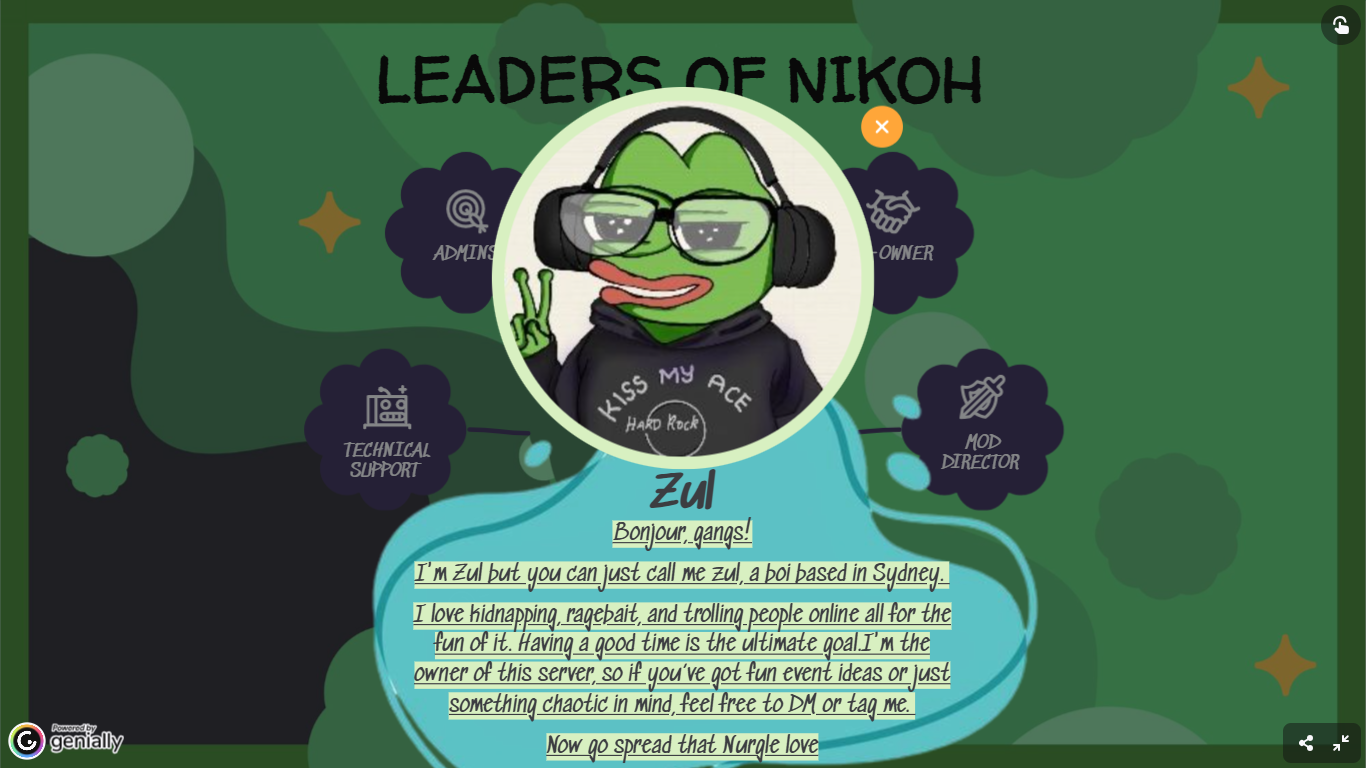 LEADERS OF NIKOH
ADMINS
-OWNER
KISS MY ACE
HARD ROCK
TECHNICAL
SUPPORT
MOD
DIRECTOR
Zul
Bonjour, gangs!
I'm Zul but you can just call me zul, a boi based in Sydney.
I love kidnapping, ragebait, and trolling people online all for the
fun of it. Having a good time is the ultimate goal.I'm the
owner of this server, so if you've got fun event ideas or just
something chaotic in mind, feel free to DM or tag me.
Now go spread that Nurgle love
Powered by
genially